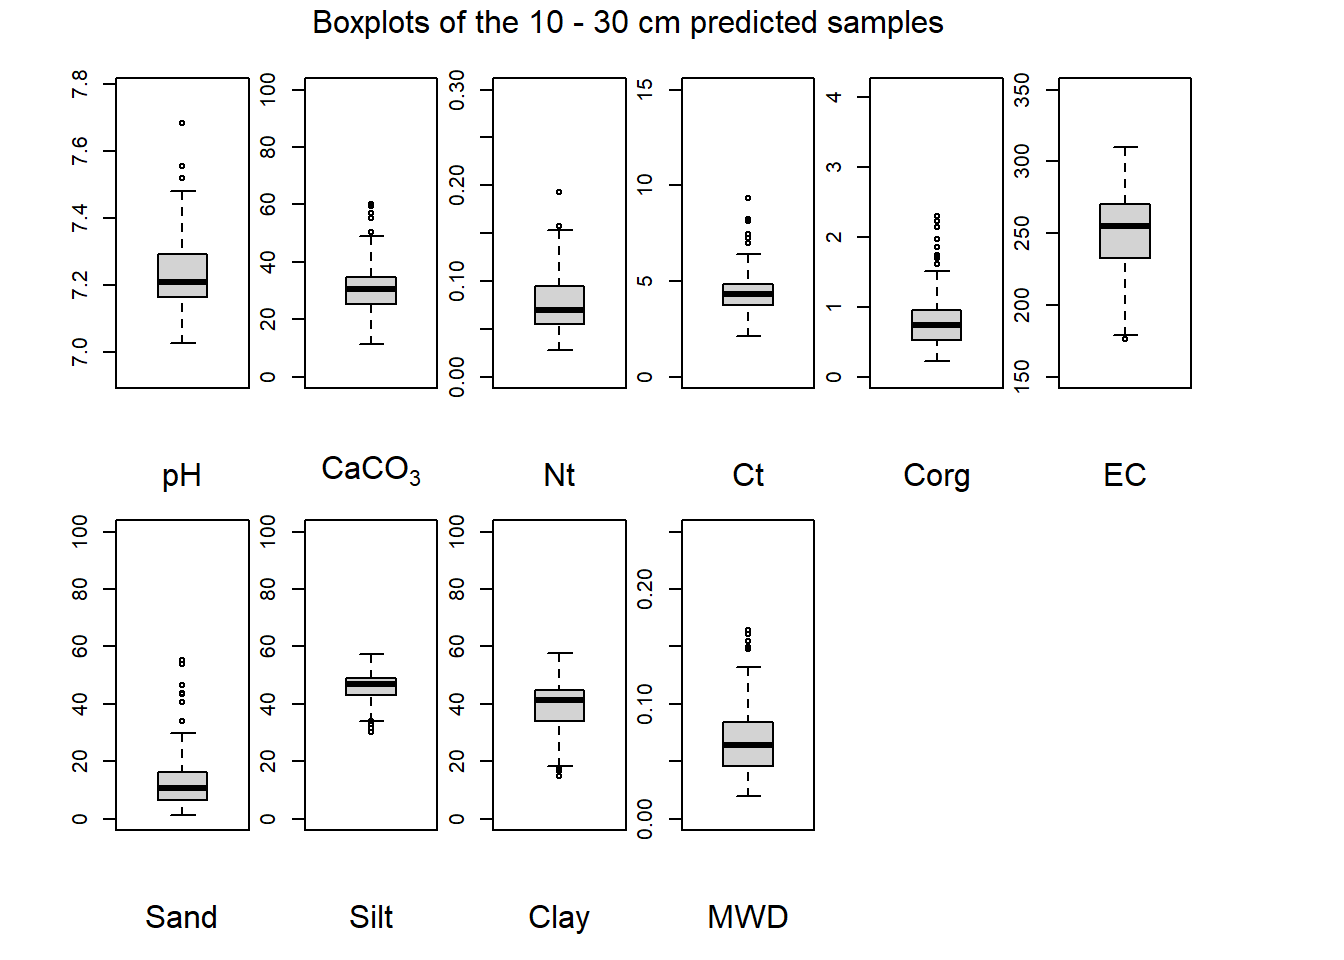 Boxplots of the 10 - 30 cm predicted samples
7.0 7.2 7.4 7.6 7.8
0 20 40 60 80 100
0.00 0.10 0.20 0.30
0 5 10 15
0 1 2 3 4
150 200 250 300 350
pH CaCO₃ Nt Ct Corg EC
0 20 40 60 80 100
0 20 40 60 80 100
0 20 40 60 80 100
0.00 0.10 0.20
Sand Silt Clay MWD